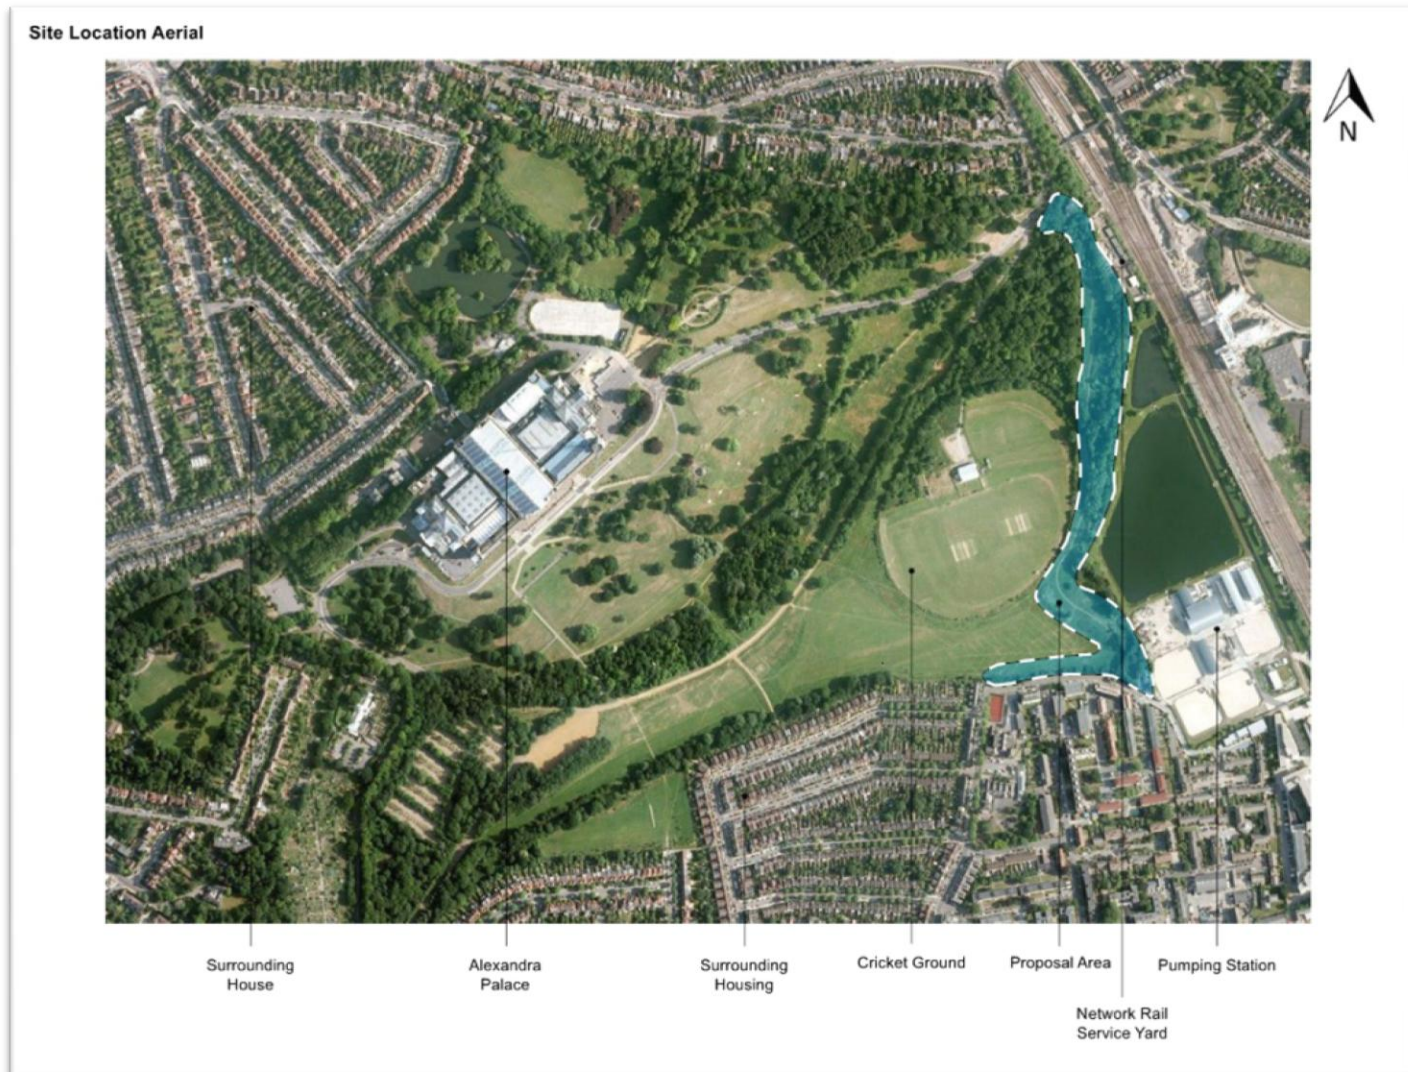 Site Location Aerial
N
Surrounding
House
Alexandra
Palace
Surrounding
Housing
Cricket Ground
Proposal Area
Pumping Station
Network Rail
Service Yard